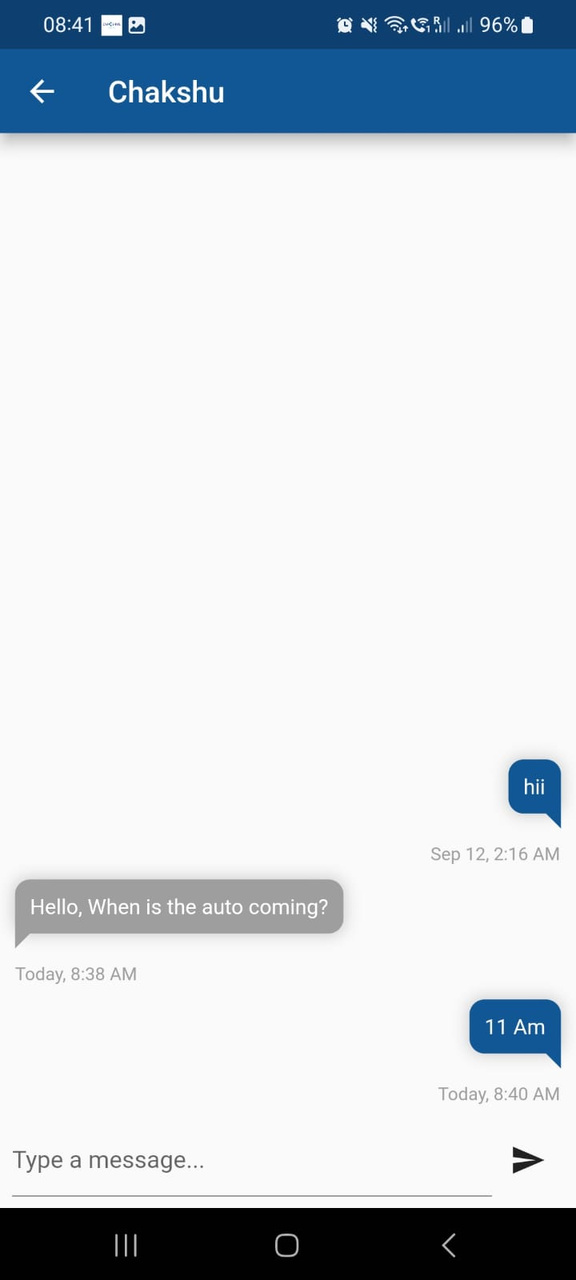 08:41
96%
Chakshu
hii
Sep 12, 2:16 AM
Hello, When is the auto coming?
Today, 8:38 AM
11 Am
Today, 8:40 AM
Type a message...